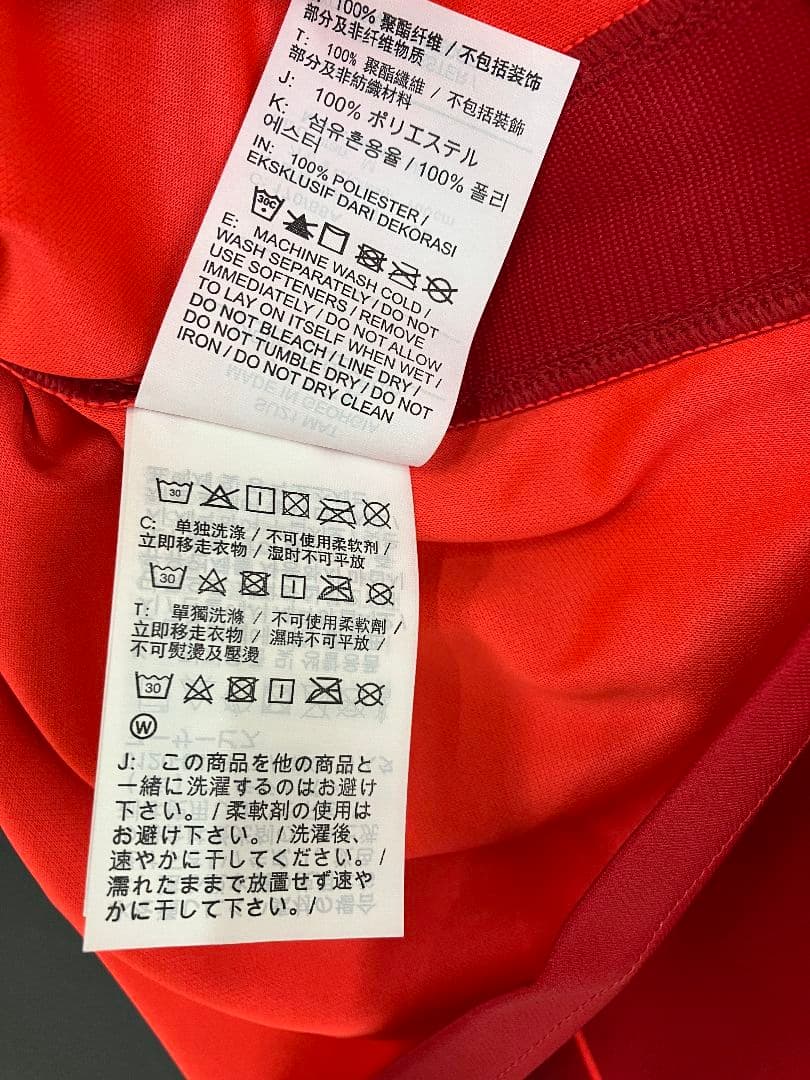 100% 聚酯纤维 / 不包括装饰
部分及非纤维物质
T: 100% 聚酯纖維 / 不包括裝飾
部分及非紡織材料
J: 100% ポリエステル
K: 섬유혼용율 / 100% 폴리
에스터
IN: 100% POLIESTER /
EKSKLUSIF DARI DEKORASI
30C
E: MACHINE WASH COLD /
WASH SEPARATELY / DO NOT
USE SOFTENERS / REMOVE
IMMEDIATELY / DO NOT ALLOW
TO LAY ON ITSELF WHEN WET /
DO NOT BLEACH / LINE DRY /
DO NOT TUMBLE DRY / DO NOT
IRON / DO NOT DRY CLEAN
MADE IN GEORGIA
SU21 MAT
30
C: 单独洗涤 / 不可使用柔软剂 /
立即移走衣物 / 湿时不可平放
30
T: 單獨洗滌 / 不可使用柔軟劑 /
立即移走衣物 / 濕時不可平放 /
不可熨燙及壓燙
30
W
J: この商品を他の商品と
一緒に洗濯するのはお避け
下さい。/ 柔軟剤の使用は
お避け下さい。/ 洗濯後、
速やかに干してください。/
濡れたままで放置せず速や
かに干して下さい。/